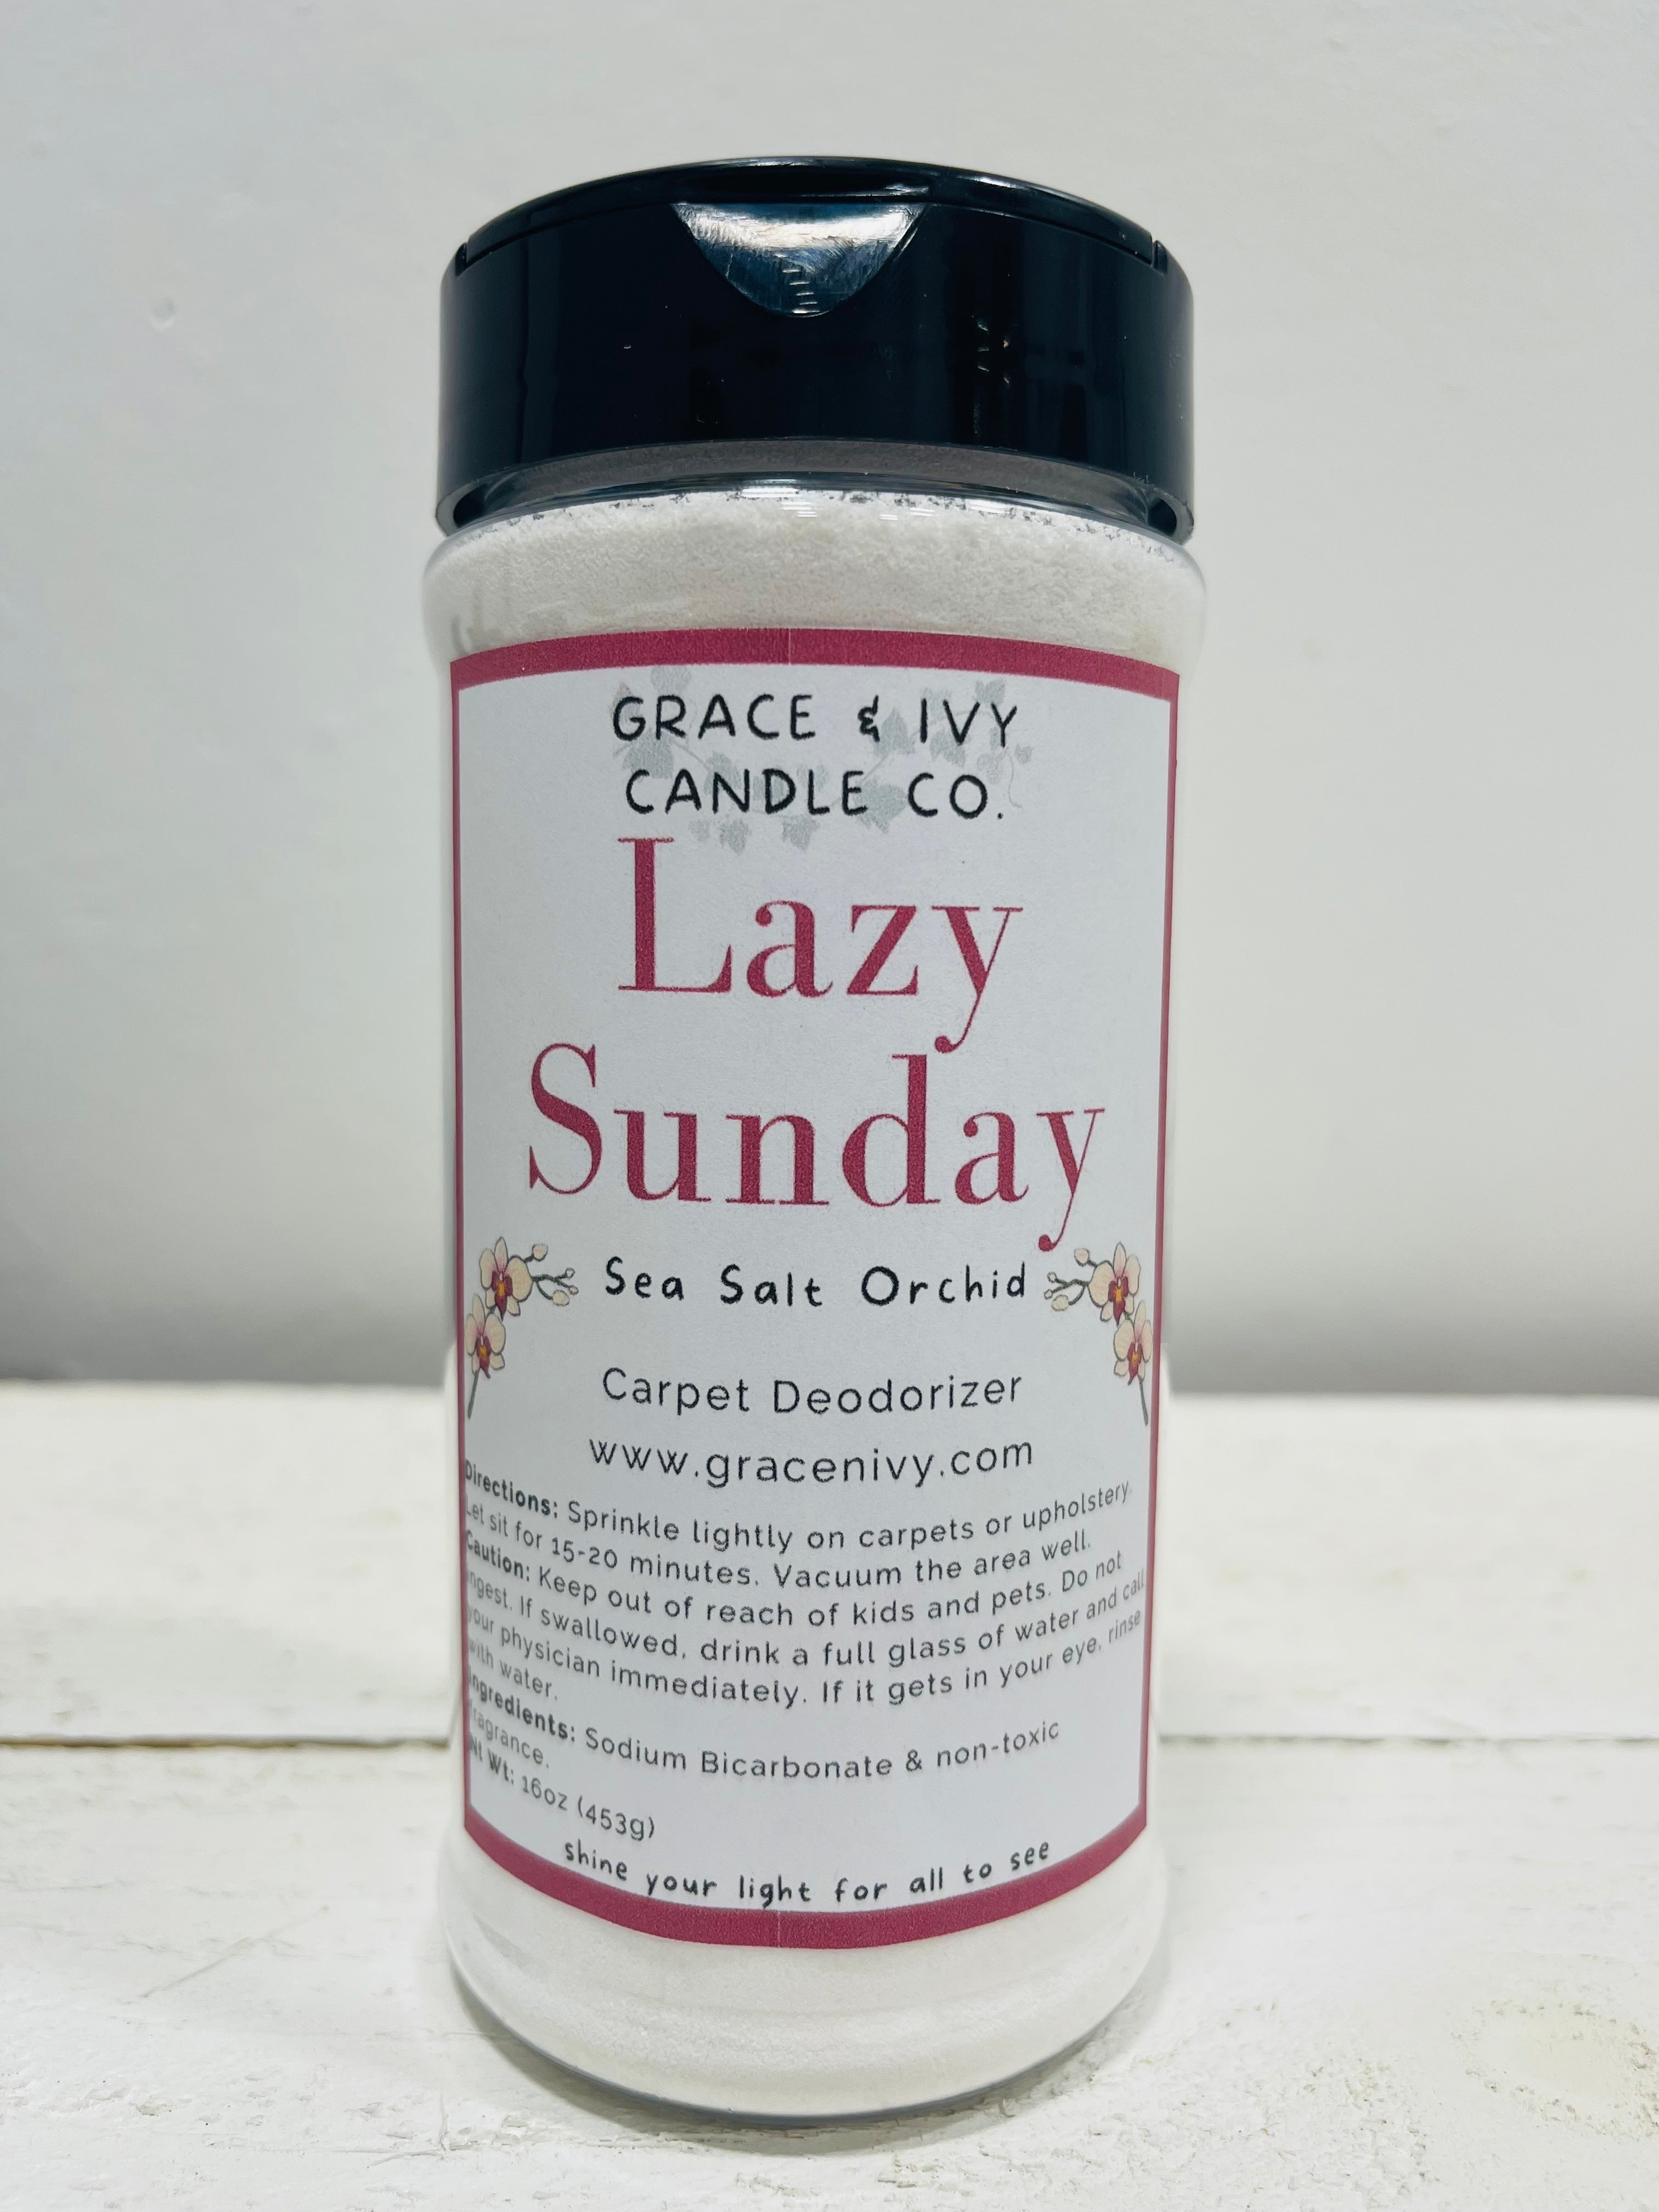 GRACE & IVY
CANDLE CO.
Lazy
Sunday
Sea Salt Orchid
Carpet Deodorizer
www.gracenivy.com
Directions: Sprinkle lightly on carpets or upholstery.
Let sit for 15-20 minutes. Vacuum the area well.
Caution: Keep out of reach of kids and pets. Do not
ingest. If swallowed, drink a full glass of water and call
your physician immediately. If it gets in your eye, rinse
with water.
Ingredients: Sodium Bicarbonate & non-toxic
fragrance.
Nt Wt: 16oz (453g)
shine your light for all to see